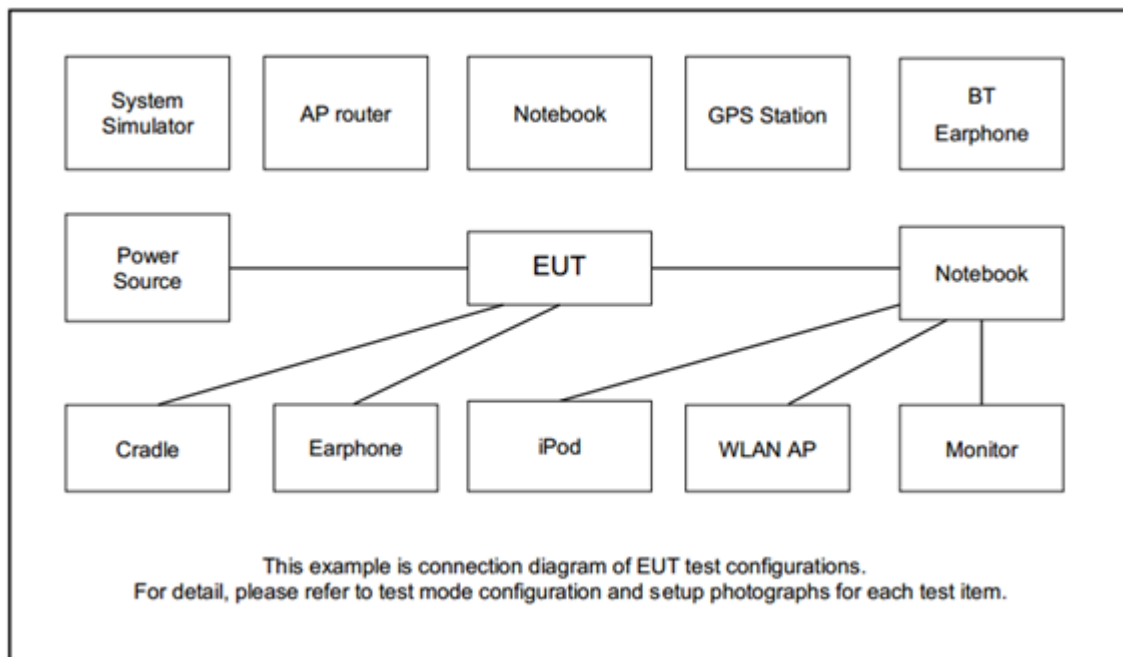 System
Simulator
AP router
Notebook
GPS Station
BT
Earphone
Power
Source
EUT
Notebook
Cradle
Earphone
iPod
WLAN AP
Monitor
This example is connection diagram of EUT test configurations.
For detail, please refer to test mode configuration and setup photographs for each test item.